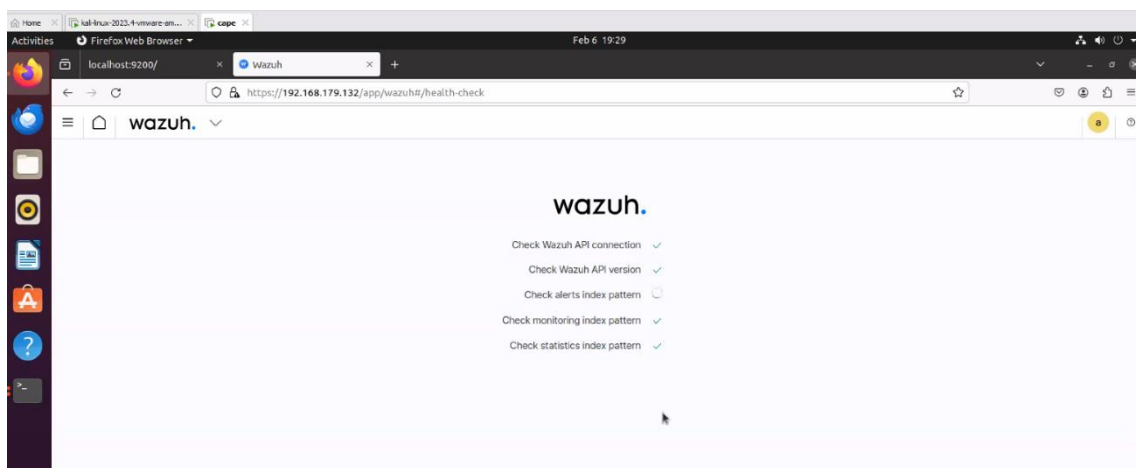 Home kali-linux-2023.4-vmware-am... cape
Activities Firefox Web Browser Feb 6 19:29
localhost:9200/ Wazuh
https://192.168.179.132/app/wazuh#/health-check
wazuh. a
wazuh.
Check Wazuh API connection
Check Wazuh API version
Check alerts index pattern
Check monitoring index pattern
Check statistics index pattern